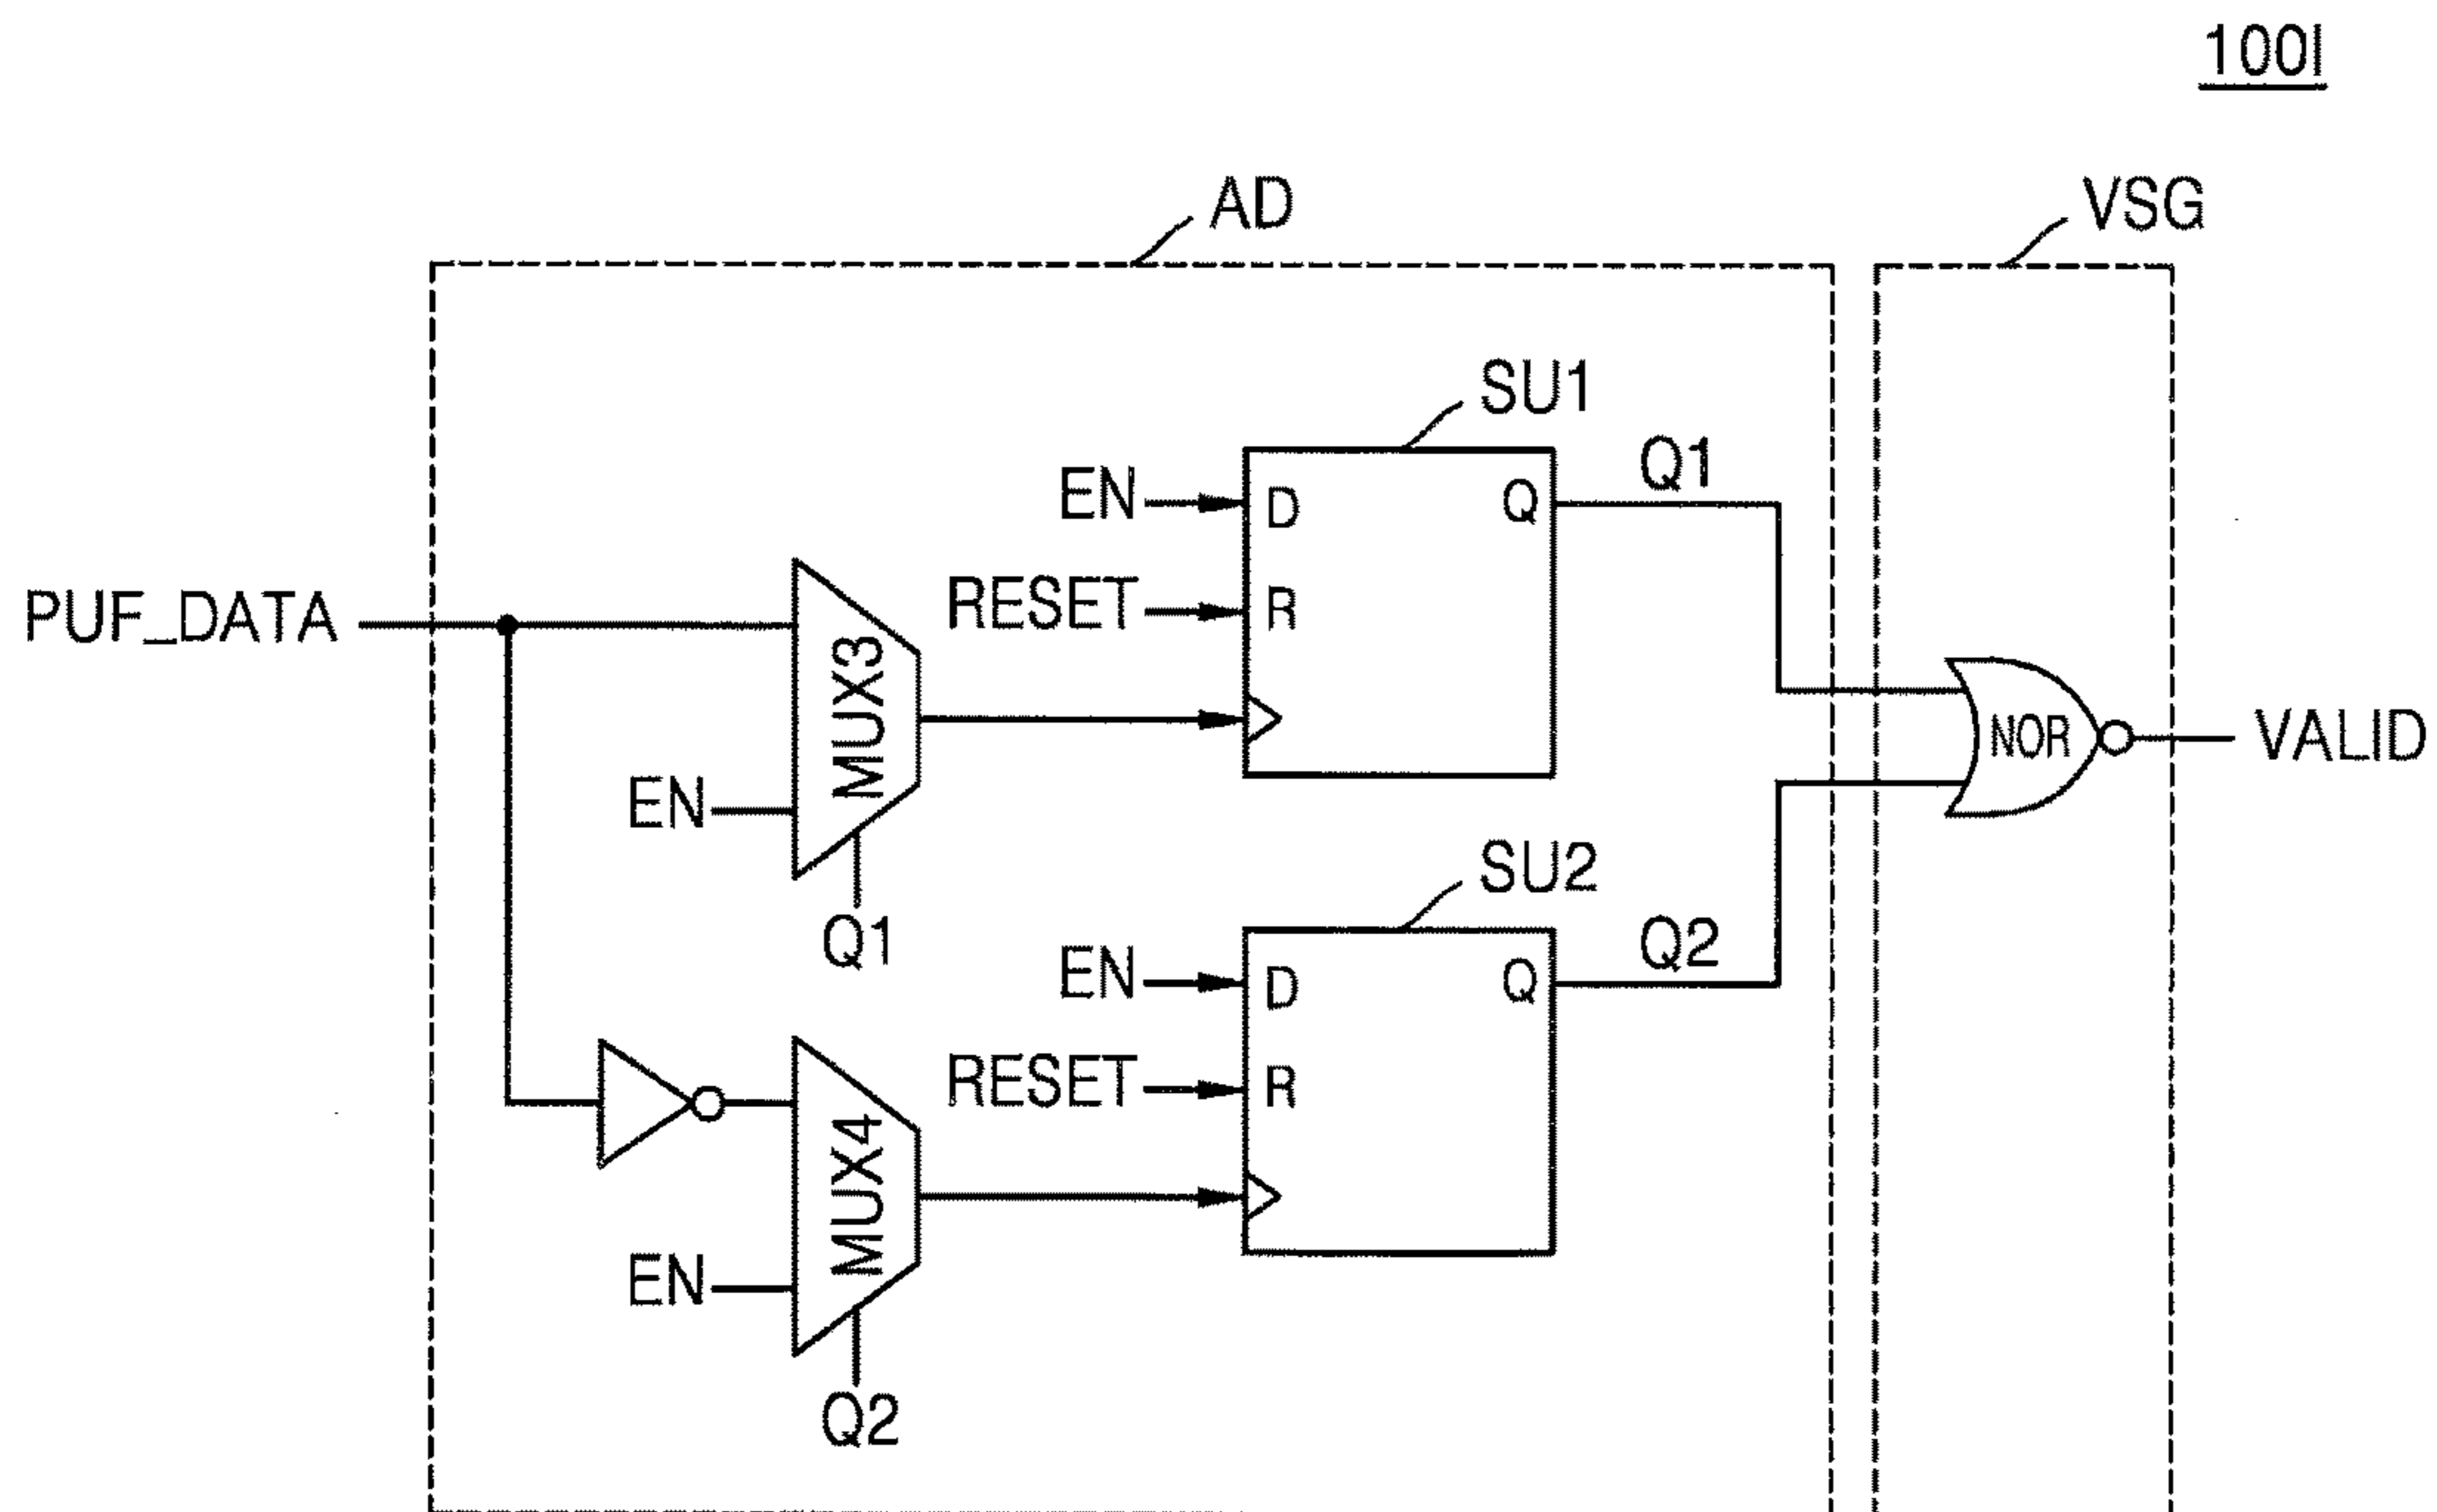 100I
AD
VSG
SU1
EN
D
Q
Q1
RESET
R
PUF_DATA
MUX3
EN
Q1
NOR
VALID
SU2
EN
D
Q
Q2
RESET
R
MUX4
EN
Q2